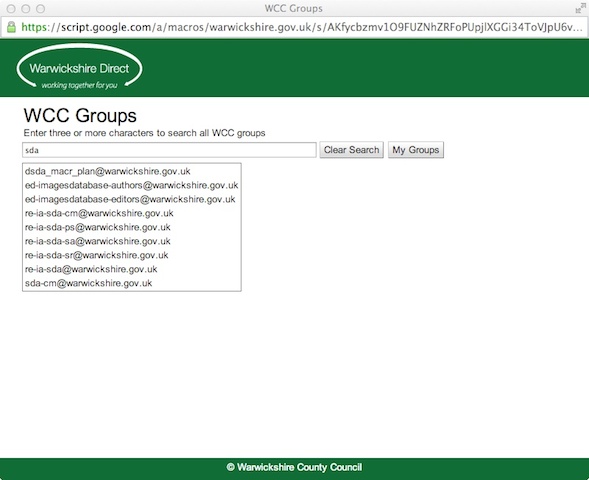 WCC Groups
https://script.google.com/a/macros/warwickshire.gov.uk/s/AKfycbzmv1O9FUZNhZRFoPUpjlXGGi34ToVJpU6v...
Warwickshire Direct
working together for you
WCC Groups
Enter three or more characters to search all WCC groups
sda
Clear Search
My Groups
dsda_macr_plan@warwickshire.gov.uk
ed-imagesdatabase-authors@warwickshire.gov.uk
ed-imagesdatabase-editors@warwickshire.gov.uk
re-ia-sda-cm@warwickshire.gov.uk
re-ia-sda-ps@warwickshire.gov.uk
re-ia-sda-sa@warwickshire.gov.uk
re-ia-sda-sr@warwickshire.gov.uk
re-ia-sda@warwickshire.gov.uk
sda-cm@warwickshire.gov.uk
© Warwickshire County Council